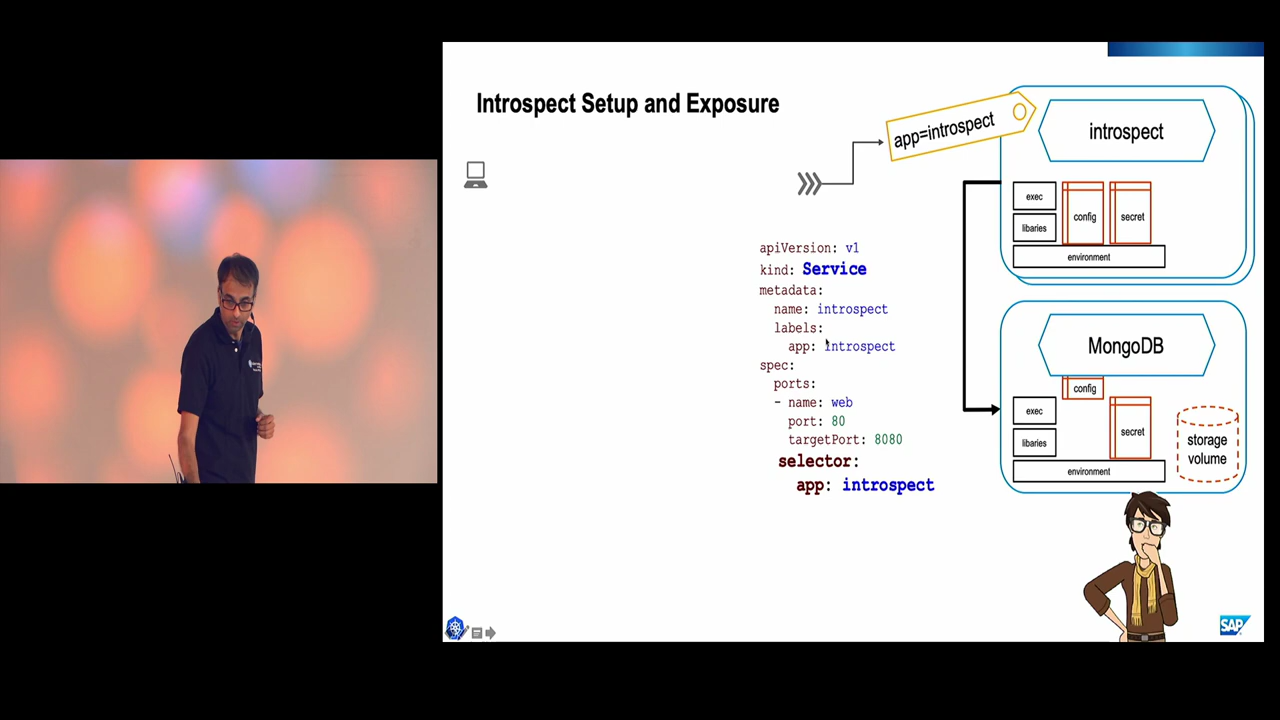 Introspect Setup and Exposure
app=introspect
introspect
exec
libaries
config
secret
environment
apiVersion: v1
kind: Service
metadata:
name: introspect
labels:
app: introspect
spec:
ports:
- name: web
port: 80
targetPort: 8080
selector:
app: introspect
MongoDB
config
exec
libaries
secret
environment
storage
volume
SAP